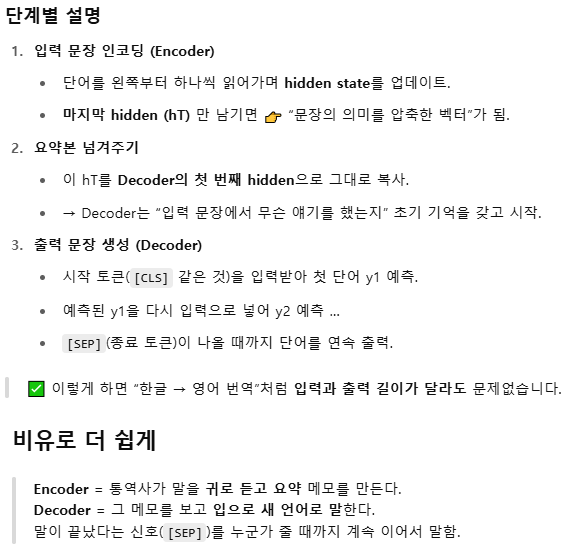 단계별 설명
1. 입력 문장 인코딩 (Encoder)
• 단어를 왼쪽부터 하나씩 읽어가며 hidden state를 업데이트.
• 마지막 hidden (hT) 만 남기면 👉 “문장의 의미를 압축한 벡터”가 됨.
2. 요약본 넘겨주기
• 이 hT를 Decoder의 첫 번째 hidden으로 그대로 복사.
• → Decoder는 “입력 문장에서 무슨 얘기를 했는지” 초기 기억을 갖고 시작.
3. 출력 문장 생성 (Decoder)
• 시작 토큰([CLS] 같은 것)을 입력받아 첫 단어 y1 예측.
• 예측된 y1을 다시 입력으로 넣어 y2 예측 ...
• [SEP](종료 토큰)이 나올 때까지 단어를 연속 출력.
✅ 이렇게 하면 “한글 → 영어 번역”처럼 입력과 출력 길이가 달라도 문제없습니다.
비유로 더 쉽게
Encoder = 통역사가 말을 귀로 듣고 요약 메모를 만든다.
Decoder = 그 메모를 보고 입으로 새 언어로 말한다.
말이 끝났다는 신호([SEP])를 누군가 줄 때까지 계속 이어서 말함.